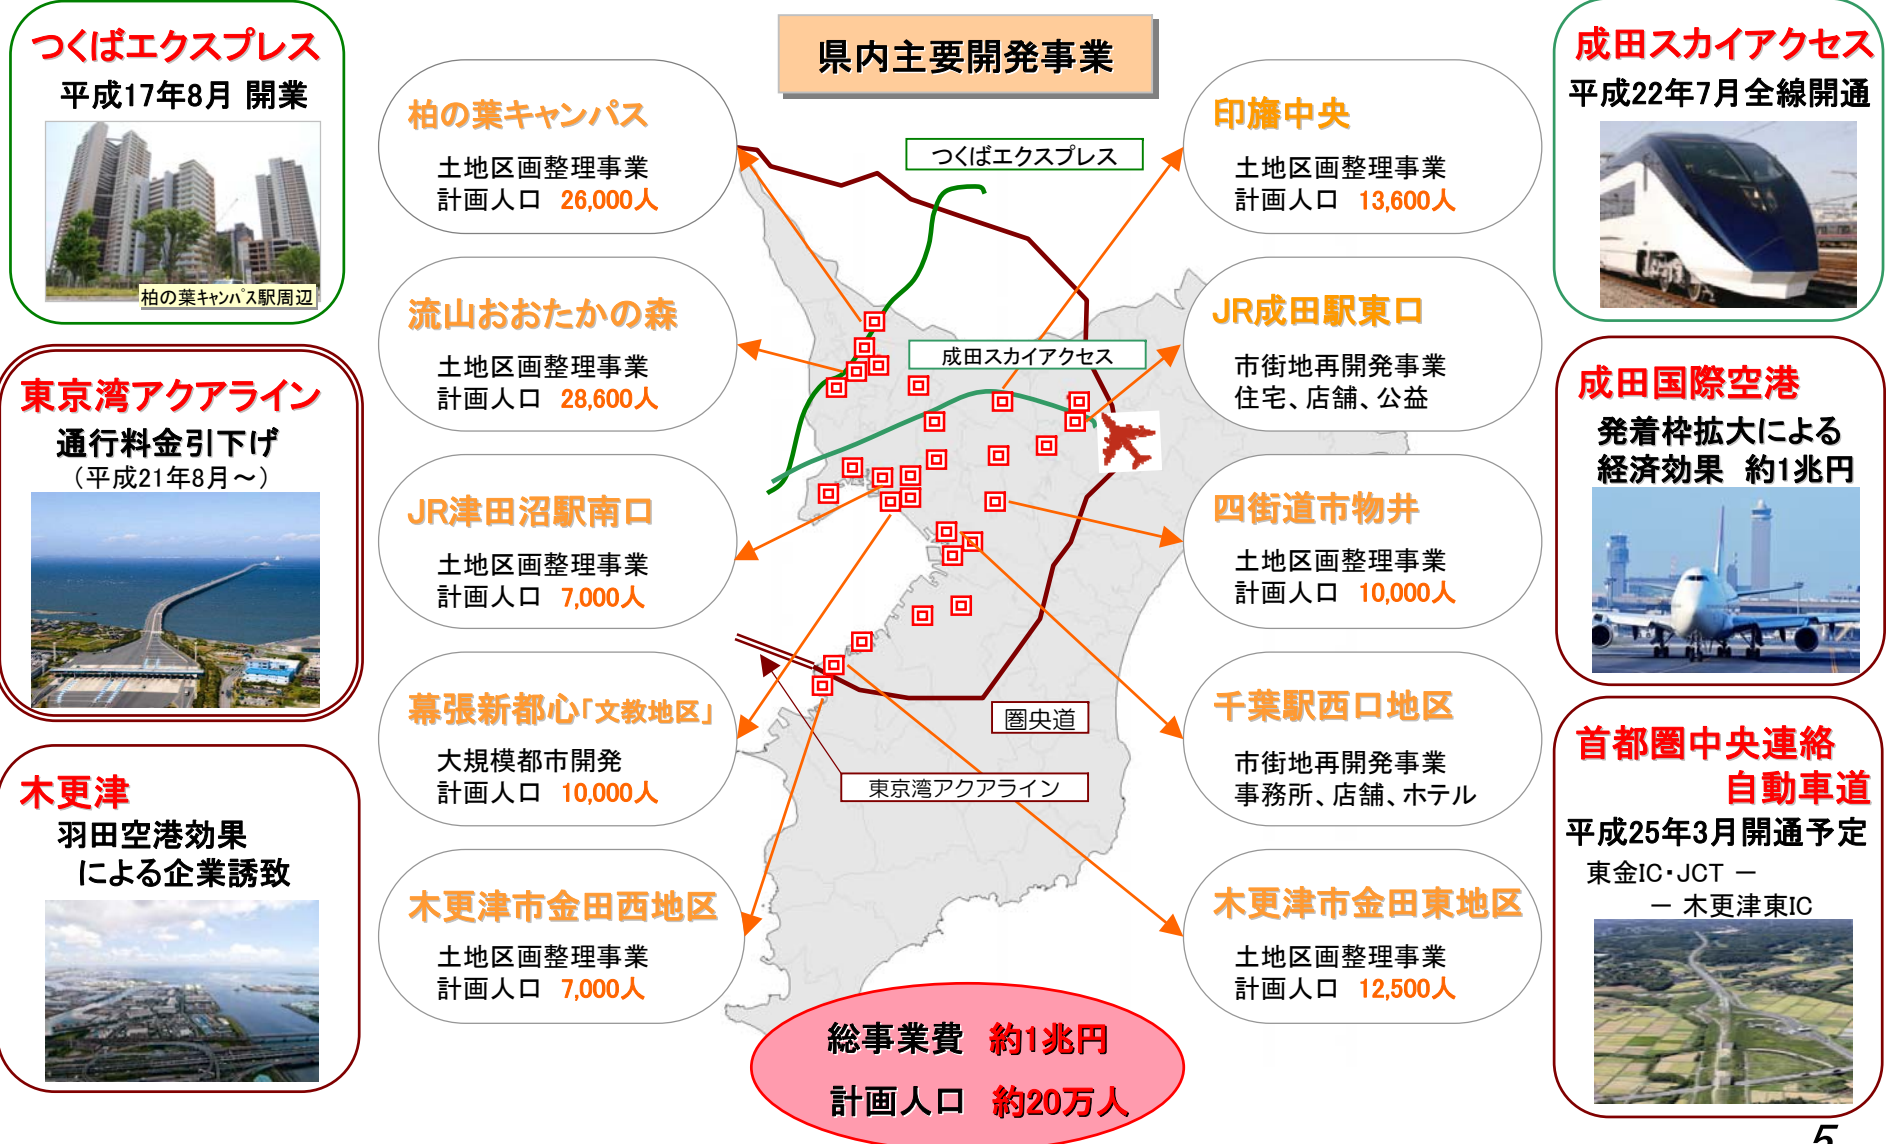 県内主要開発事業
つくばエクスプレス
平成17年8月 開業
柏の葉キャンパス駅周辺
東京湾アクアライン
通行料金引下げ
（平成21年8月～）
木更津
羽田空港効果
による企業誘致
柏の葉キャンパス
土地区画整理事業
計画人口 26,000人
流山おおたかの森
土地区画整理事業
計画人口 28,600人
JR津田沼駅南口
土地区画整理事業
計画人口 7,000人
幕張新都心「文教地区」
大規模都市開発
計画人口 10,000人
木更津市金田西地区
土地区画整理事業
計画人口 7,000人
つくばエクスプレス
成田スカイアクセス
圏央道
東京湾アクアライン
総事業費 約1兆円
計画人口 約20万人
印旛中央
土地区画整理事業
計画人口 13,600人
JR成田駅東口
市街地再開発事業
住宅、店舗、公益
四街道市物井
土地区画整理事業
計画人口 10,000人
千葉駅西口地区
市街地再開発事業
事務所、店舗、ホテル
木更津市金田東地区
土地区画整理事業
計画人口 12,500人
成田スカイアクセス
平成22年7月全線開通
成田国際空港
発着枠拡大による
経済効果 約1兆円
首都圏中央連絡
自動車道
平成25年3月開通予定
東金IC・JCT －
－ 木更津東IC
5